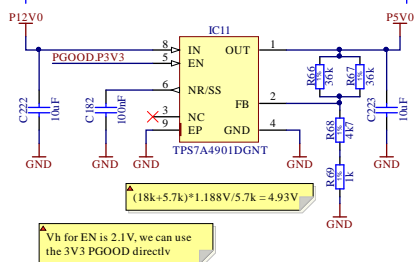 P12V0
IC11
P5V0
PGOOD.P3V3
8
IN
OUT
1
5
EN
R66
1%
36k
R67
1%
36k
6
NR/SS
FB
2
C222
10uF
C182
100nF
3
NC
9
EP
GND
4
R68
1%
4k7
C223
10uF
TPS7A4901DGNT
GND
GND
GND
GND
GND
R69
1%
1k
(18k+5.7k)*1.188V/5.7k = 4.93V
GND
Vh for EN is 2.1V, we can use
the 3V3 PGOOD directly